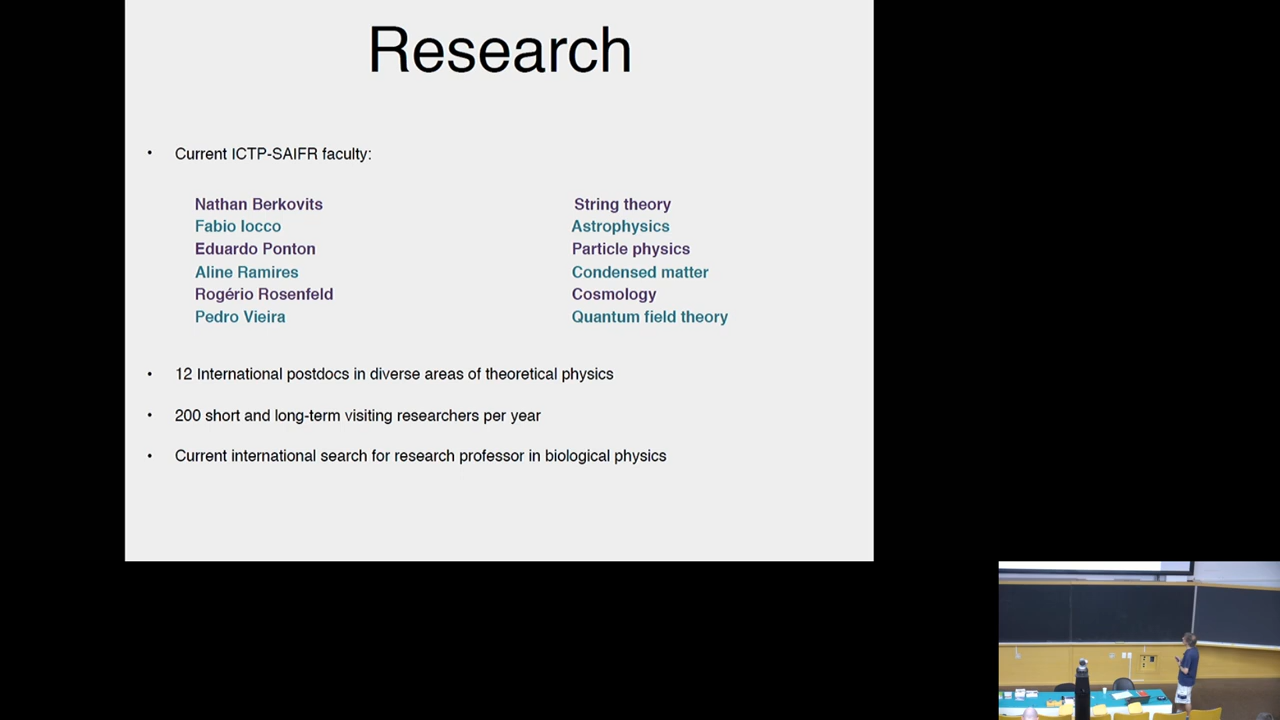 Research
• Current ICTP-SAIFR faculty:
Nathan Berkovits String theory
Fabio Iocco Astrophysics
Eduardo Ponton Particle physics
Aline Ramires Condensed matter
Rogério Rosenfeld Cosmology
Pedro Vieira Quantum field theory
• 12 International postdocs in diverse areas of theoretical physics
• 200 short and long-term visiting researchers per year
• Current international search for research professor in biological physics